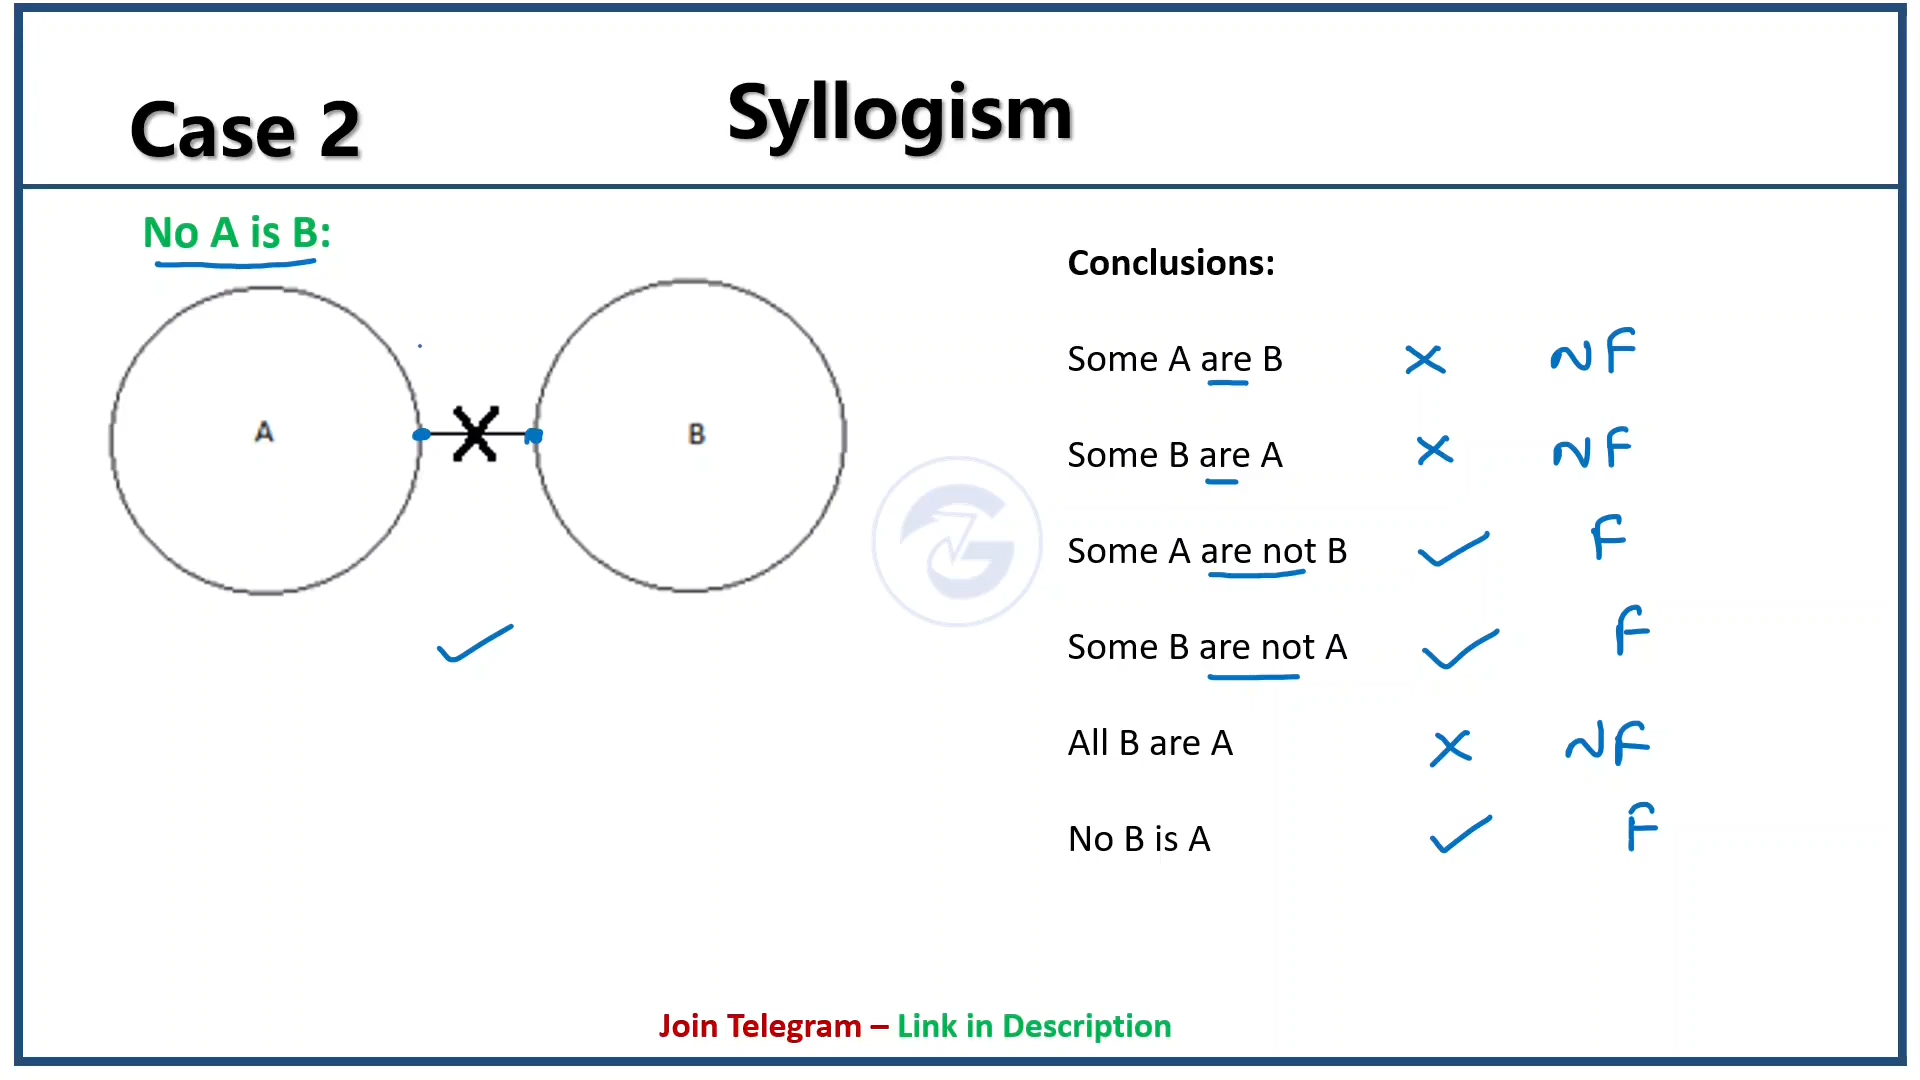 Case 2
Syllogism
No A is B:
A
B
Conclusions:
Some A are B NF
Some B are A NF
Some A are not B F
Some B are not A F
All B are A NF
No B is A F
Join Telegram – Link in Description